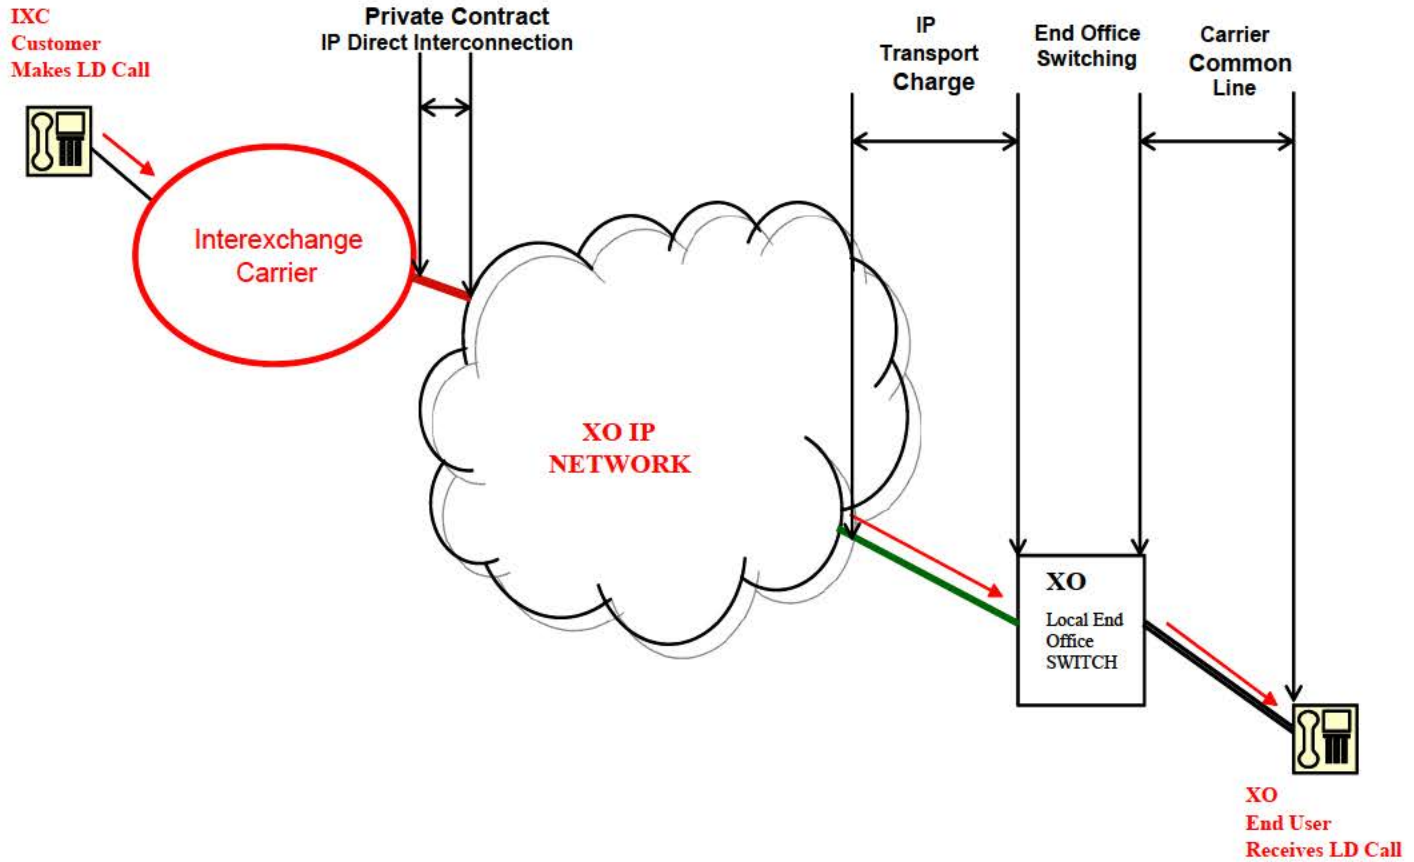 IXC
Customer
Makes LD Call
Private Contract
IP Direct Interconnection
IP
Transport
Charge
End Office
Switching
Carrier
Common
Line
Interexchange
Carrier
XO IP
NETWORK
XO
Local End
Office
SWITCH
XO
End User
Receives LD Call